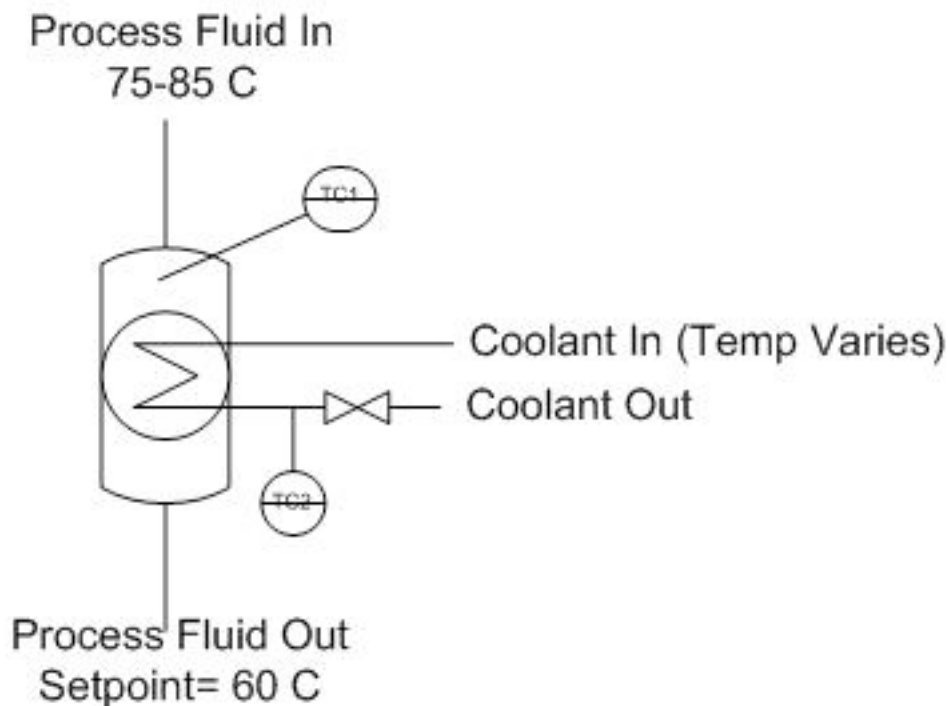 Process Fluid In
75-85 C
TC1
Coolant In (Temp Varies)
Coolant Out
TC2
Process Fluid Out
Setpoint= 60 C